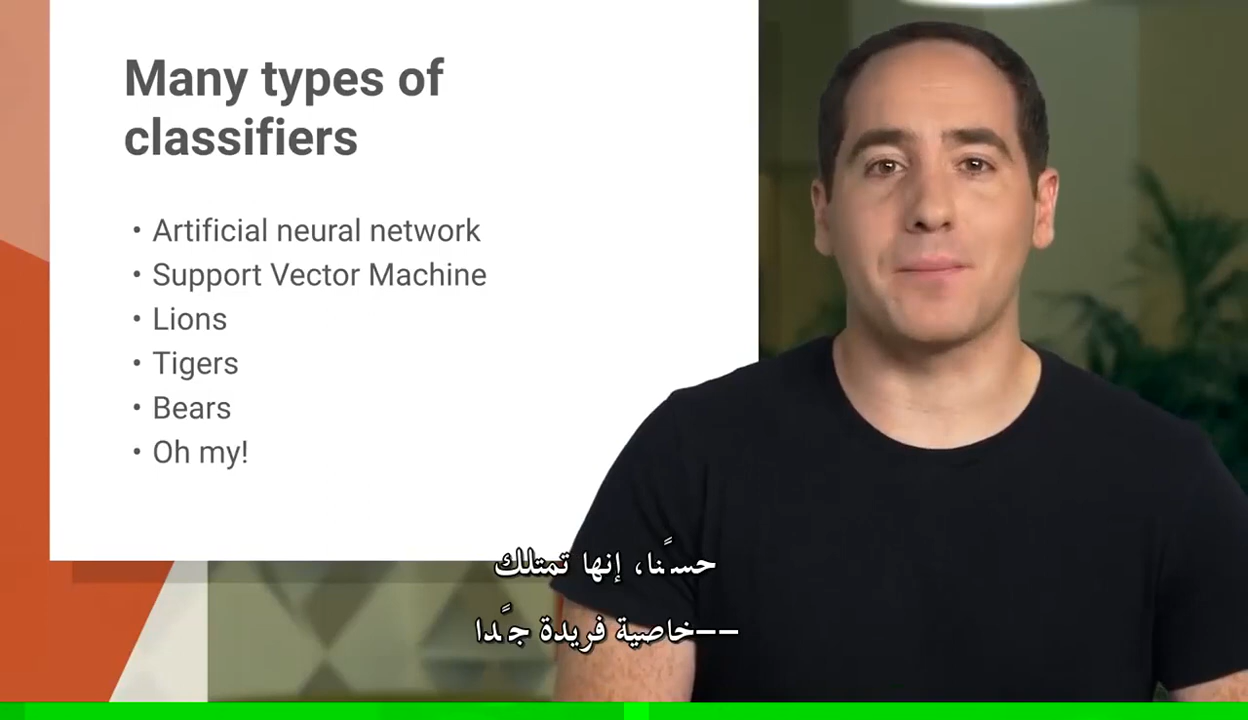 Many types of
classifiers
• Artificial neural network
• Support Vector Machine
• Lions
• Tigers
• Bears
• Oh my!
حسنًا، إنها تمتلك
--خاصية فريدة جدًا